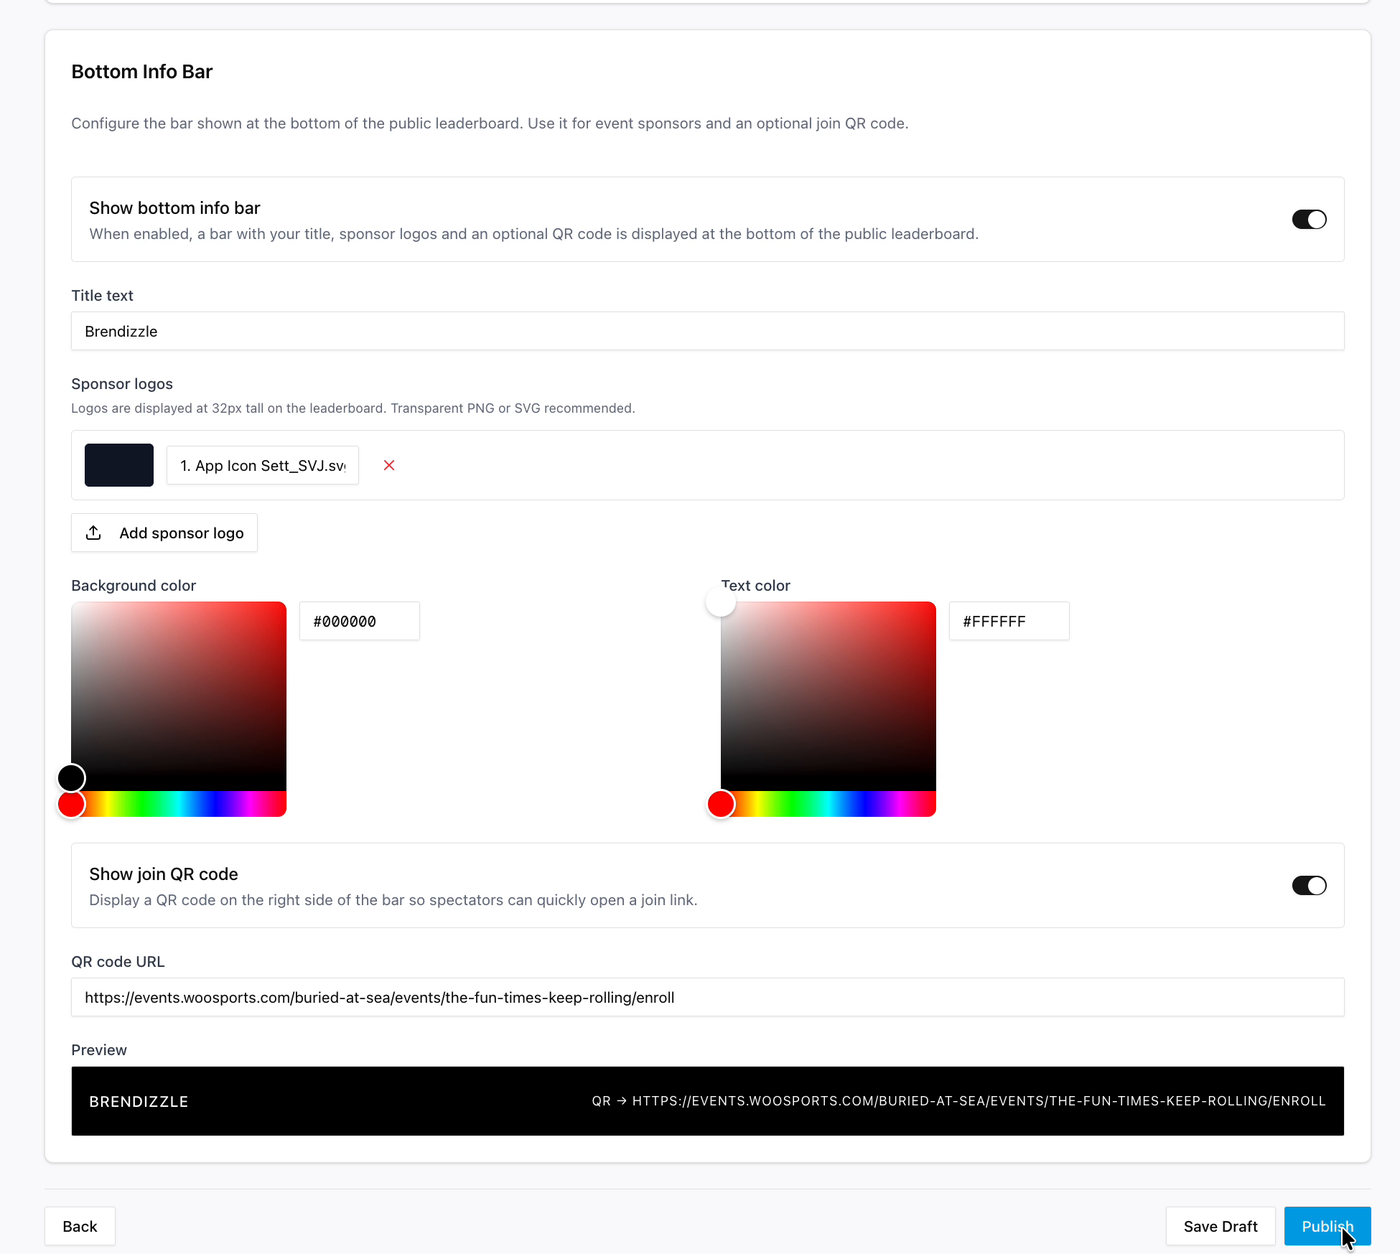 Bottom Info Bar
Configure the bar shown at the bottom of the public leaderboard. Use it for event sponsors and an optional join QR code.
Show bottom info bar
When enabled, a bar with your title, sponsor logos and an optional QR code is displayed at the bottom of the public leaderboard.
Title text
Brendizzle
Sponsor logos
Logos are displayed at 32px tall on the leaderboard. Transparent PNG or SVG recommended.
1. App Icon Sett_SVJ.svg
Add sponsor logo
Background color
Text color
#000000
#FFFFFF
Show join QR code
Display a QR code on the right side of the bar so spectators can quickly open a join link.
QR code URL
https://events.woosports.com/buried-at-sea/events/the-fun-times-keep-rolling/enroll
Preview
BRENDIZZLE
QR → HTTPS://EVENTS.WOOSPORTS.COM/BURIED-AT-SEA/EVENTS/THE-FUN-TIMES-KEEP-ROLLING/ENROLL
Back
Save Draft
Publish